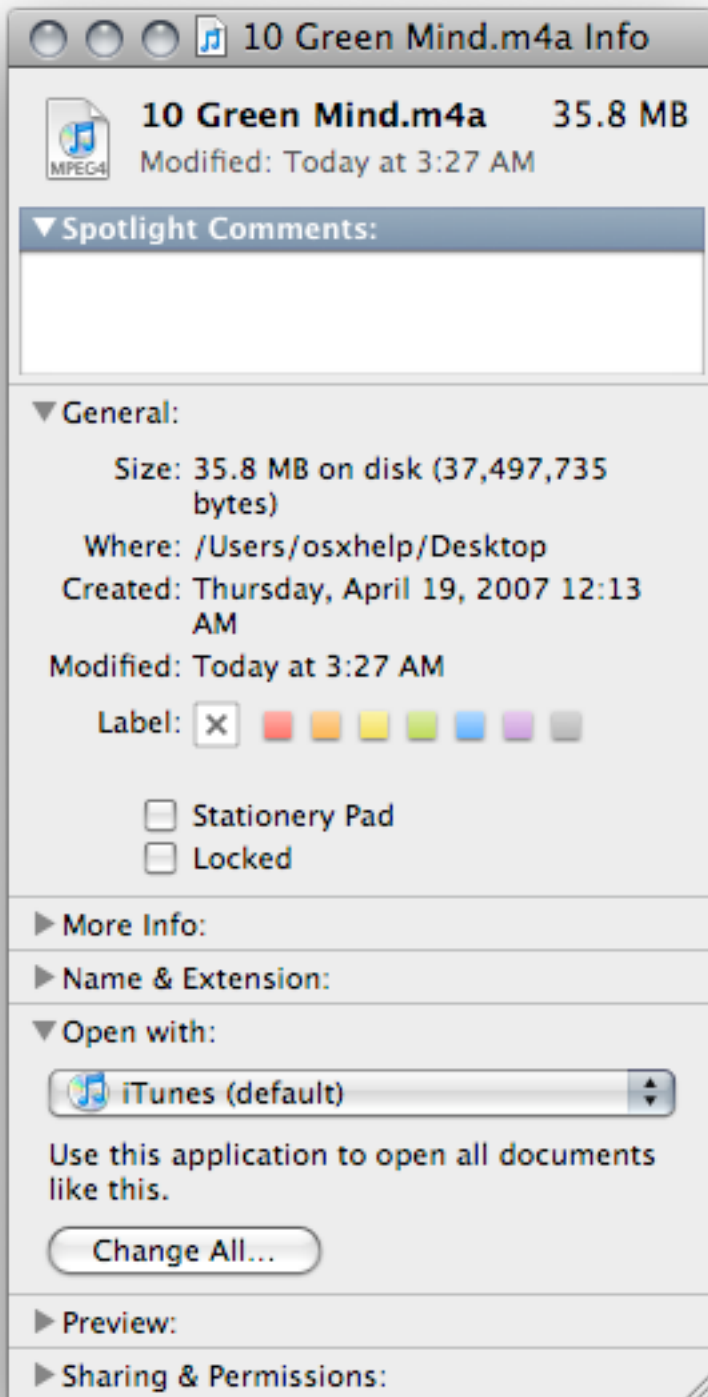 10 Green Mind.m4a Info
10 Green Mind.m4a 35.8 MB
MPEG4
Modified: Today at 3:27 AM
Spotlight Comments:
General:
Size: 35.8 MB on disk (37,497,735
bytes)
Where: /Users/osxhelp/Desktop
Created: Thursday, April 19, 2007 12:13
AM
Modified: Today at 3:27 AM
Label:
Stationery Pad
Locked
More Info:
Name & Extension:
Open with:
iTunes (default)
Use this application to open all documents
like this.
Change All...
Preview:
Sharing & Permissions: